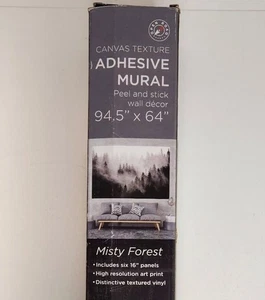 CANVAS TEXTURE
ADHESIVE
MURAL
Peel and stick
wall décor
94.5" x 64"
Misty Forest
•Includes six 16" panels
•High resolution art print
•Distinctive textured vinyl